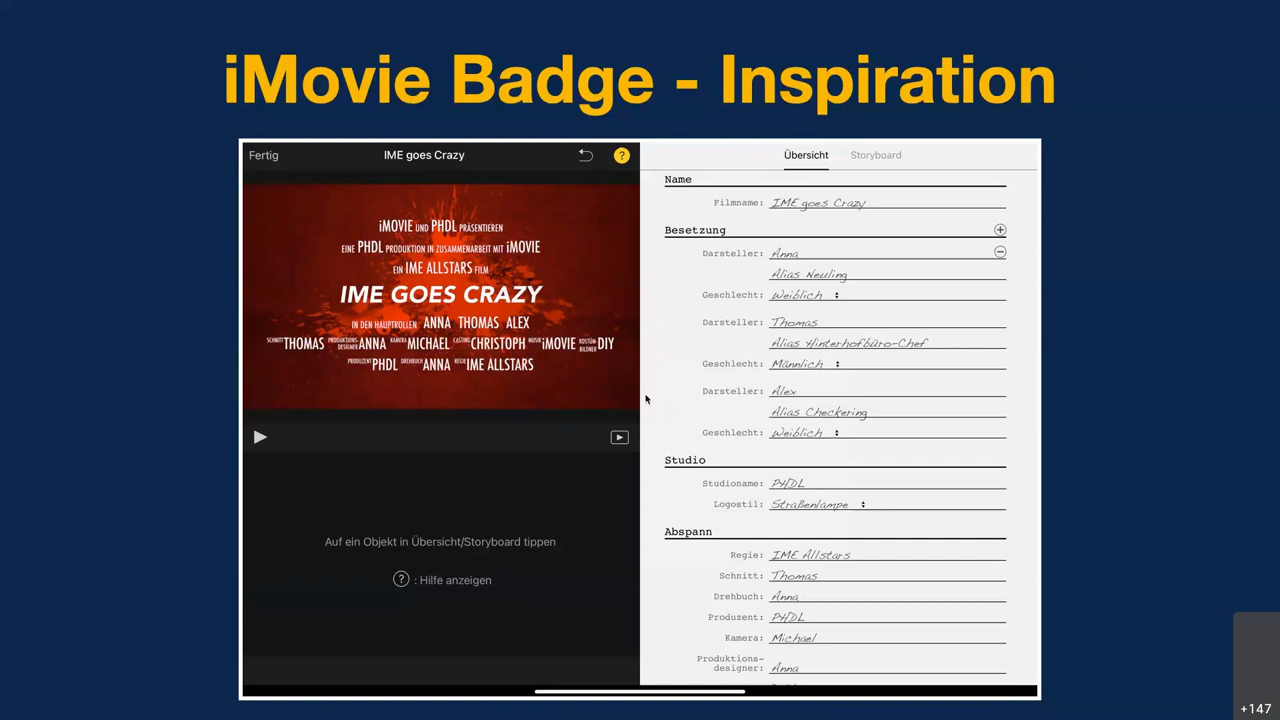 iMovie Badge - Inspiration
Fertig
IME goes Crazy
?
iMOVIE UND PHDL PRÄSENTIEREN
EINE PHDL PRODUKTION IN ZUSAMMENARBEIT MIT iMOVIE
EIN IME ALLSTARS FILM
IME GOES CRAZY
IN DEN HAUPTROLLEN ANNA THOMAS ALEX
SCHNITT THOMAS PRODUKTIONS-DESIGNER ANNA KAMERA MICHAEL CASTING CHRISTOPH MUSIK iMOVIE KOSTÜM-BILDNER DIY
PRODUZENT PHDL DREHBUCH ANNA REGIE IME ALLSTARS
Auf ein Objekt in Übersicht/Storyboard tippen
? : Hilfe anzeigen
Übersicht Storyboard
Name
Filmname: IME goes Crazy
Besetzung
Darsteller: Anna
Alias Neuling
Geschlecht: Weiblich
Darsteller: Thomas
Alias Hinterhofbüro-Chef
Geschlecht: Männlich
Darsteller: Alex
Alias Checkering
Geschlecht: Weiblich
Studio
Studioname: PHDL
Logostil: Straßenlampe
Abspann
Regie: IME Allstars
Schnitt: Thomas
Drehbuch: Anna
Produzent: PHDL
Kamera: Michael
Produktions-
designer: Anna
+147